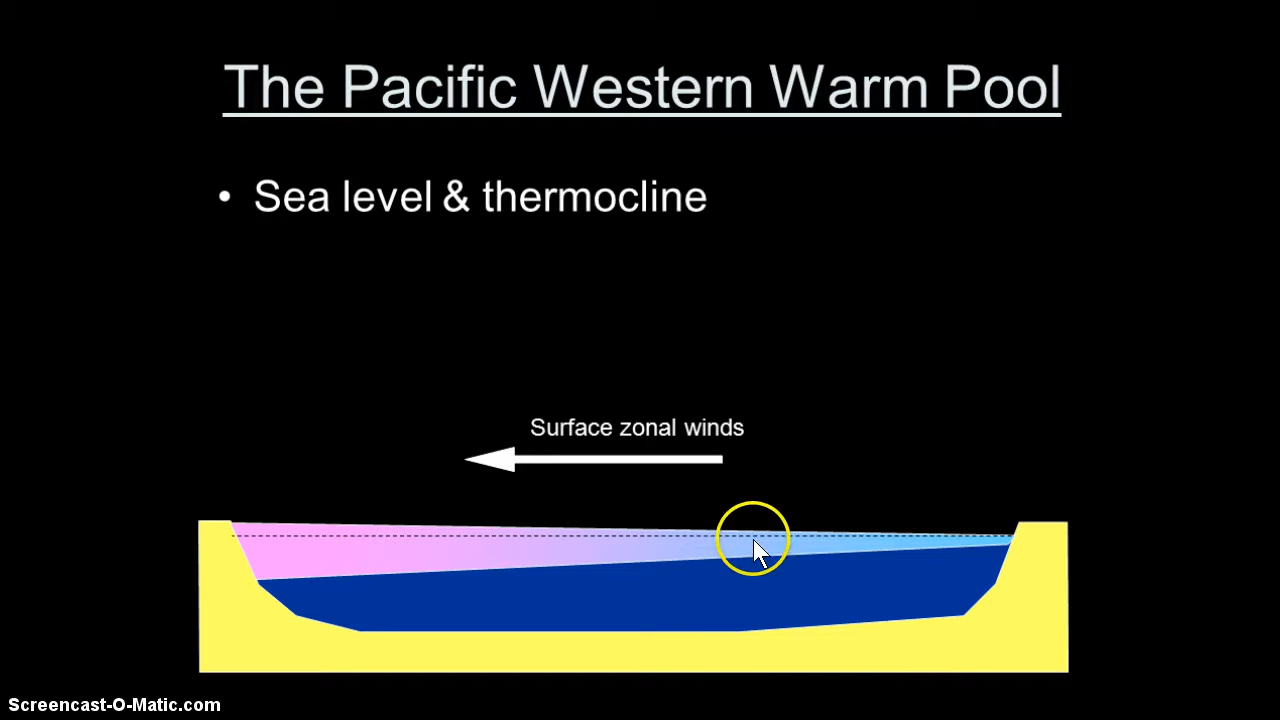 The Pacific Western Warm Pool
• Sea level & thermocline
Surface zonal winds
Screencast-O-Matic.com